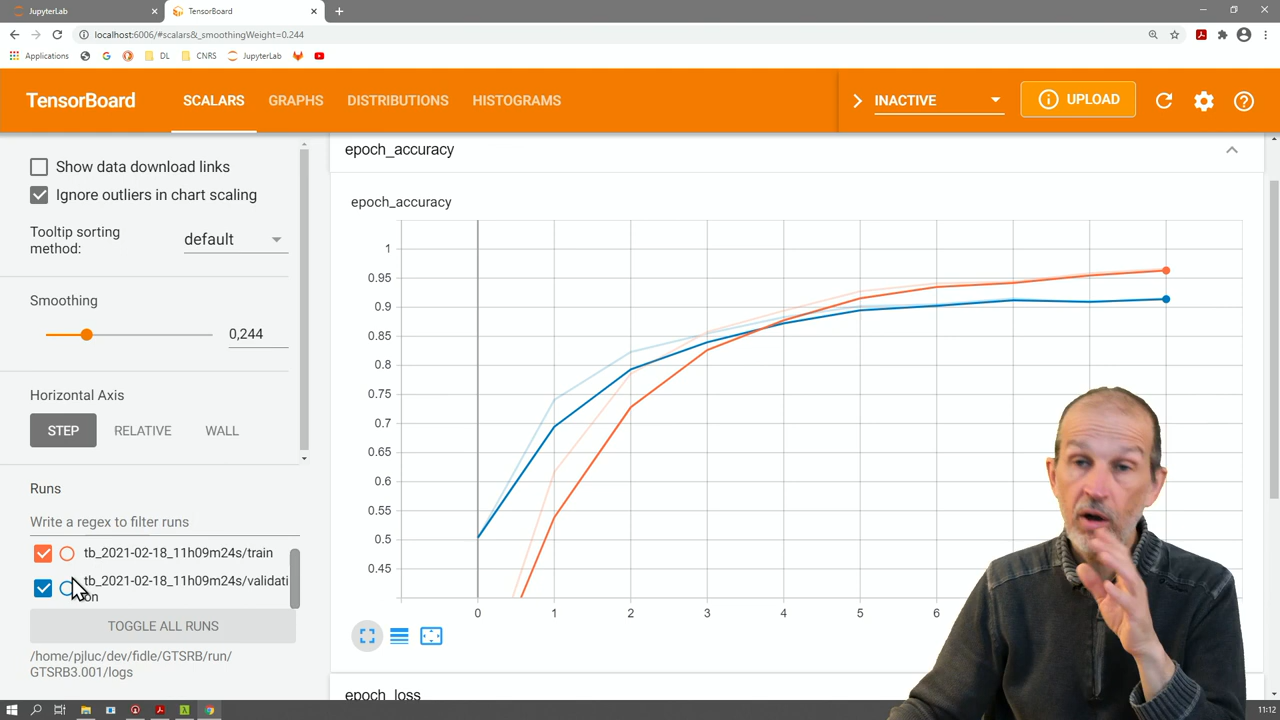 JupyterLab
TensorBoard
localhost:6006/#scalars&_smoothingWeight=0.244
Applications
DL
CNRS
JupyterLab
TensorBoard
SCALARS
GRAPHS
DISTRIBUTIONS
HISTOGRAMS
INACTIVE
UPLOAD
Show data download links
Ignore outliers in chart scaling
Tooltip sorting
method:
default
Smoothing
0,244
Horizontal Axis
STEP
RELATIVE
WALL
Runs
Write a regex to filter runs
tb_2021-02-18_11h09m24s/train
tb_2021-02-18_11h09m24s/validati
on
TOGGLE ALL RUNS
/home/pjluc/dev/fidle/GTSRB/run/
GTSRB3.001/logs
epoch_accuracy
epoch_accuracy
1
0.95
0.9
0.85
0.8
0.75
0.7
0.65
0.6
0.55
0.5
0.45
0
1
2
3
4
5
6
epoch_loss
11:12